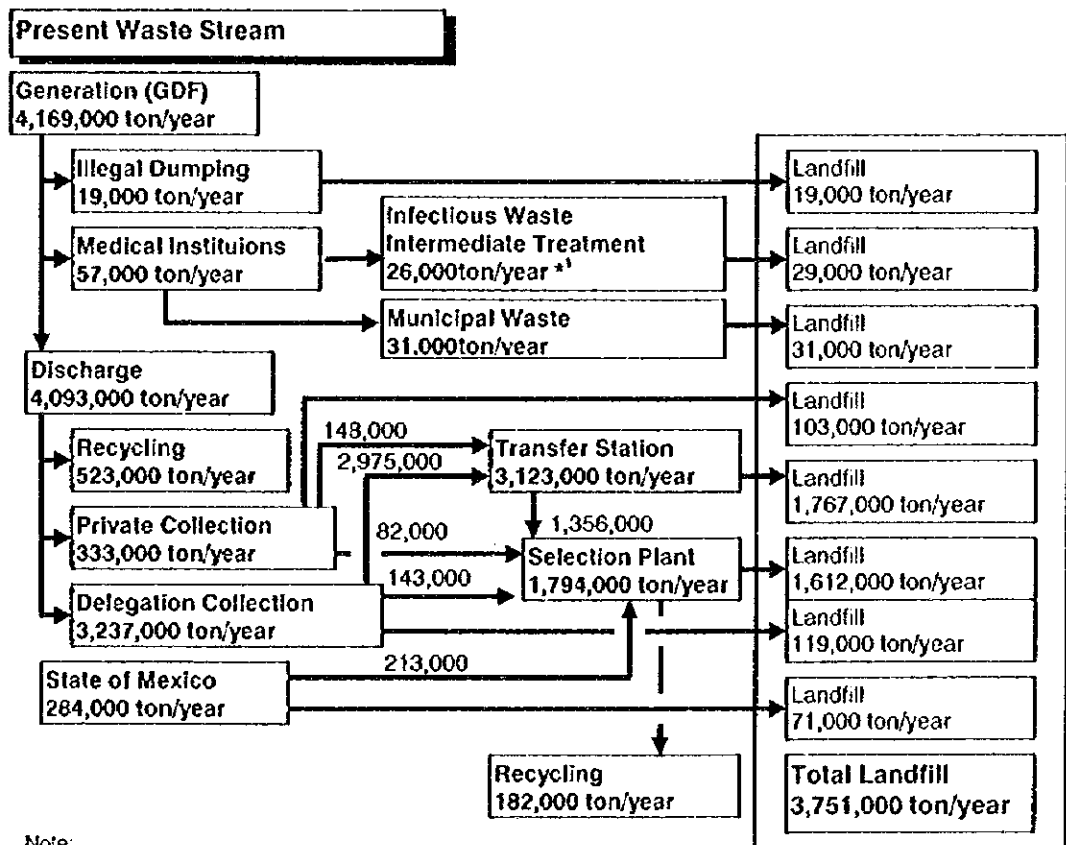 Present Waste Stream
Generation (GDF)
4,169,000 ton/year
Illegal Dumping
19,000 ton/year
Landfill
19,000 ton/year
Medical Instituions
57,000 ton/year
Infectious Waste
Intermediate Treatment
26,000ton/year *1
Landfill
29,000 ton/year
Municipal Waste
31.000ton/year
Landfill
31,000 ton/year
Discharge
4,093,000 ton/year
Landfill
103,000 ton/year
Recycling
523,000 ton/year
148,000
2,975,000
Transfer Station
3,123,000 ton/year
Landfill
1,767,000 ton/year
Private Collection
333,000 ton/year
82,000
1,356,000
Selection Plant
1,794,000 ton/year
Landfill
1,612,000 ton/year
Delegation Collection
3,237,000 ton/year
143,000
Landfill
119,000 ton/year
State of Mexico
284,000 ton/year
213,000
Landfill
71,000 ton/year
Recycling
182,000 ton/year
Total Landfill
3,751,000 ton/year
Note: